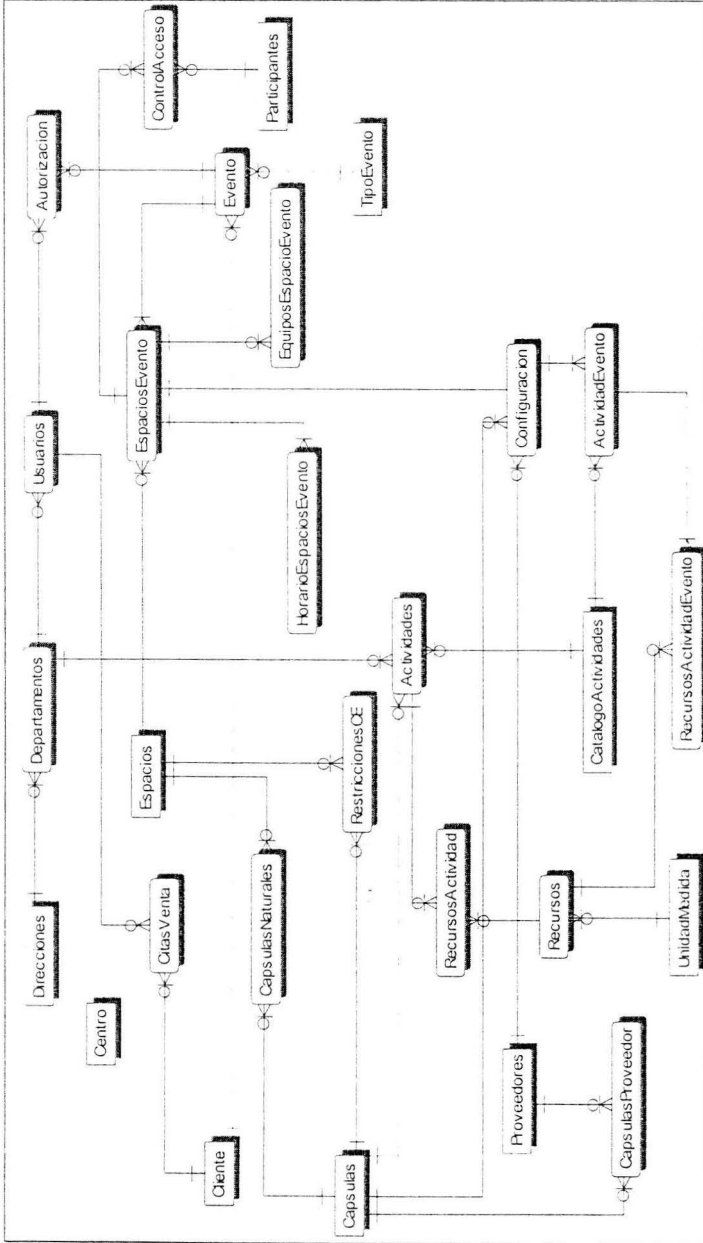 Direcciones
Departamentos
Usuarios
Autorizacion
Centro
CitasVenta
Espacios
EspaciosEvento
Evento
ControlAcceso
Cliente
CapsulasNaturales
RestriccionesCE
HorarioEspaciosEvento
EquiposEspacioEvento
Participantes
TipoEvento
Capsulas
RecursosActividad
Actividades
Configuracion
Proveedores
Recursos
CatalogoActividades
ActividadEvento
CapsulasProveedor
UnidadMedida
RecursosActividadEvento